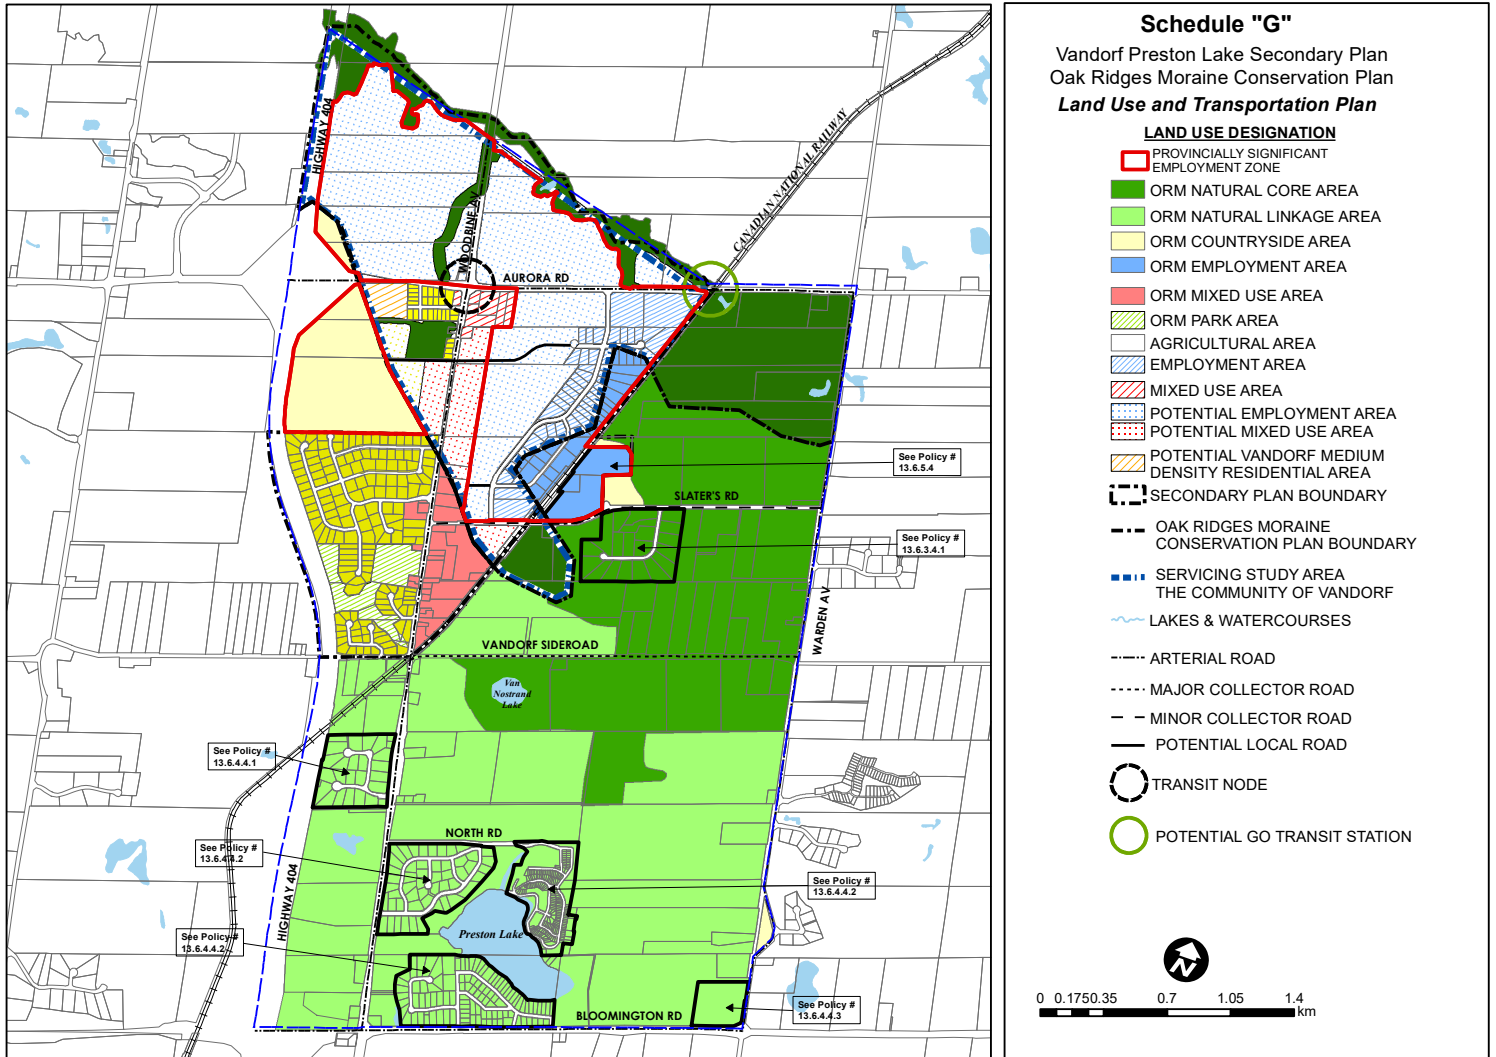 Schedule "G"
Vandorf Preston Lake Secondary Plan
Oak Ridges Moraine Conservation Plan
Land Use and Transportation Plan
LAND USE DESIGNATION
PROVINCIALLY SIGNIFICANT
EMPLOYMENT ZONE
ORM NATURAL CORE AREA
ORM NATURAL LINKAGE AREA
ORM COUNTRYSIDE AREA
ORM EMPLOYMENT AREA
ORM MIXED USE AREA
ORM PARK AREA
AGRICULTURAL AREA
EMPLOYMENT AREA
MIXED USE AREA
POTENTIAL EMPLOYMENT AREA
POTENTIAL MIXED USE AREA
POTENTIAL VANDORF MEDIUM
DENSITY RESIDENTIAL AREA
SECONDARY PLAN BOUNDARY
OAK RIDGES MORAINE
CONSERVATION PLAN BOUNDARY
SERVICING STUDY AREA
THE COMMUNITY OF VANDORF
LAKES & WATERCOURSES
ARTERIAL ROAD
MAJOR COLLECTOR ROAD
MINOR COLLECTOR ROAD
POTENTIAL LOCAL ROAD
TRANSIT NODE
POTENTIAL GO TRANSIT STATION
N
0 0.175 0.35 0.7 1.05 1.4
km
HIGHWAY 404
WOODBINE AV
CANADIAN NATIONAL RAILWAY
AURORA RD
See Policy #
13.6.5.4
SLATER'S RD
See Policy #
13.6.3.4.1
WARDEN AV
VANDORF SIDEROAD
Van
Nostrand
Lake
See Policy #
13.6.4.4.1
NORTH RD
See Policy #
13.6.4.4.2
See Policy #
13.6.4.4.2
HIGHWAY 404
Preston Lake
See Policy #
13.6.4.4.2
See Policy #
13.6.4.4.3
BLOOMINGTON RD